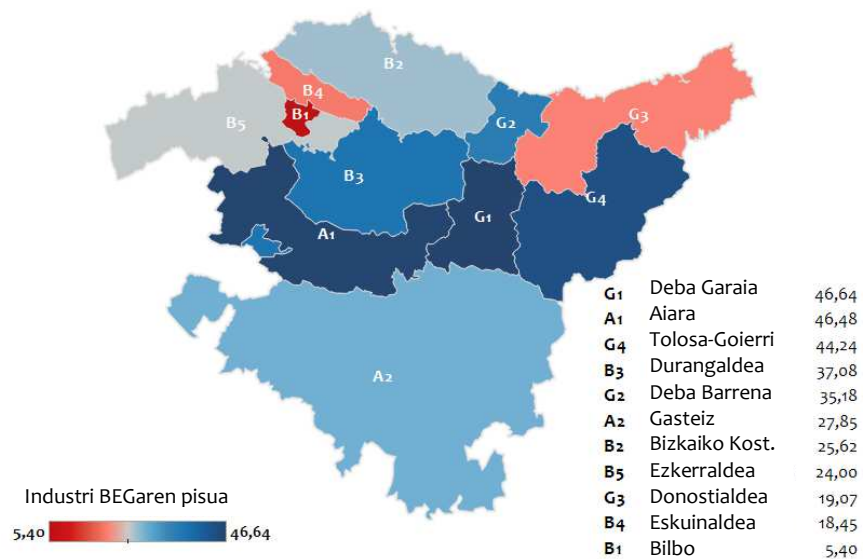 B2
B4
B1
G2
G3
B5
B3
G4
G1
A1
A2
G1 Deba Garaia 46,64
A1 Aiara 46,48
G4 Tolosa-Goierri 44,24
B3 Durangaldea 37,08
G2 Deba Barrena 35,18
A2 Gasteiz 27,85
B2 Bizkaiko Kost. 25,62
B5 Ezkerraldea 24,00
G3 Donostialdea 19,07
B4 Eskuinaldea 18,45
B1 Bilbo 5,40
Industri BEGaren pisua
5,40 46,64